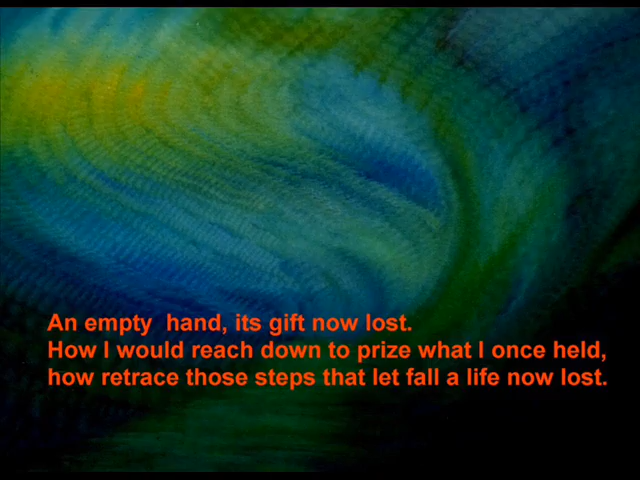 An empty  hand, its gift now lost.
How I would reach down to prize what I once held,
how retrace those steps that let fall a life now lost.